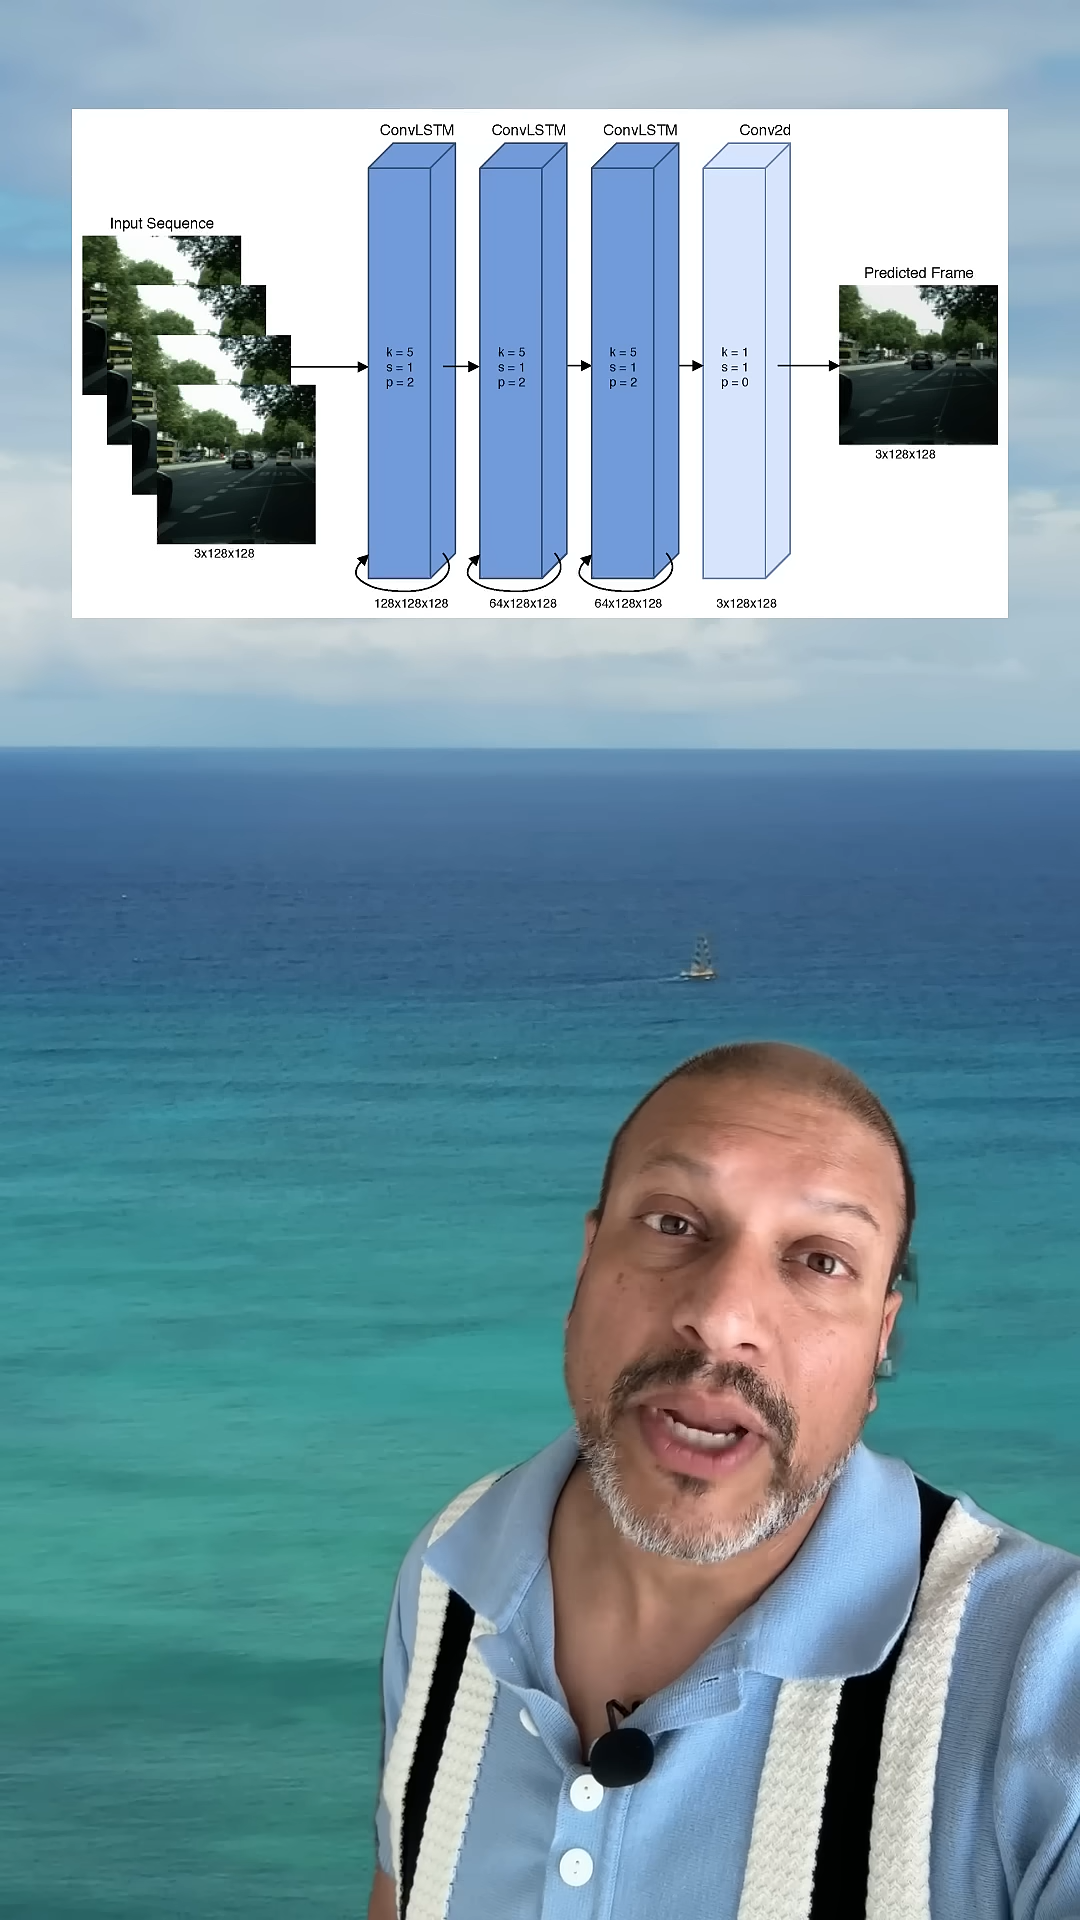 ConvLSTM
ConvLSTM
ConvLSTM
Conv2d
Input Sequence
Predicted Frame
k = 5
s = 1
p = 2
k = 5
s = 1
p = 2
k = 5
s = 1
p = 2
k = 1
s = 1
p = 0
3x128x128
3x128x128
128x128x128
64x128x128
64x128x128
3x128x128